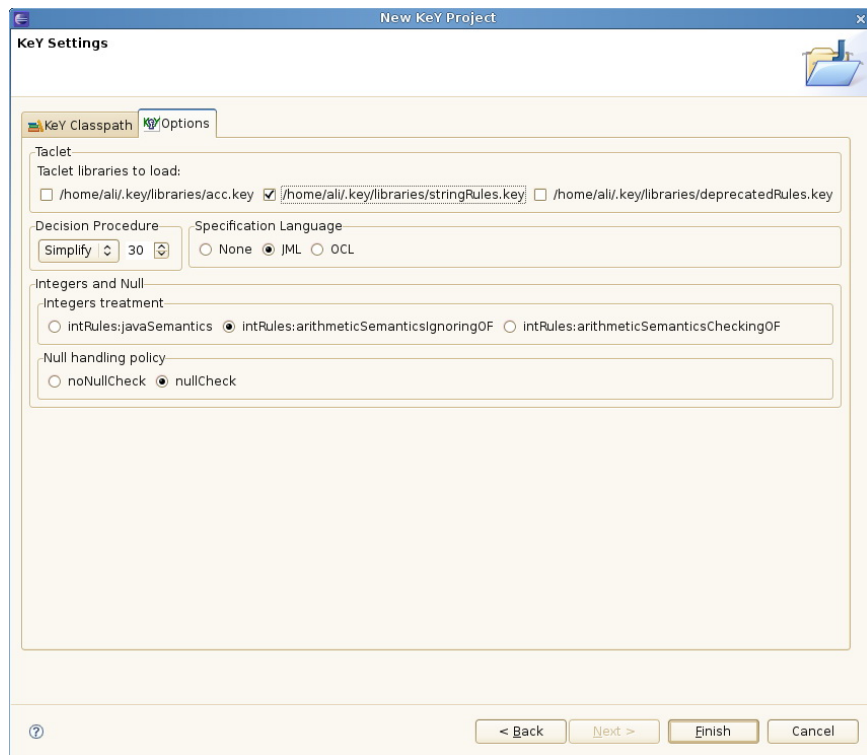 New KeY Project
KeY Settings
KeY Classpath KeY Options
Taclet
Taclet libraries to load:
/home/ali/.key/libraries/acc.key /home/ali/.key/libraries/stringRules.key /home/ali/.key/libraries/deprecatedRules.key
Decision Procedure Specification Language
Simplify 30 None JML OCL
Integers and Null
Integers treatment
intRules:javaSemantics intRules:arithmeticSemanticsIgnoringOF intRules:arithmeticSemanticsCheckingOF
Null handling policy
noNullCheck nullCheck
? < Back Next > Finish Cancel